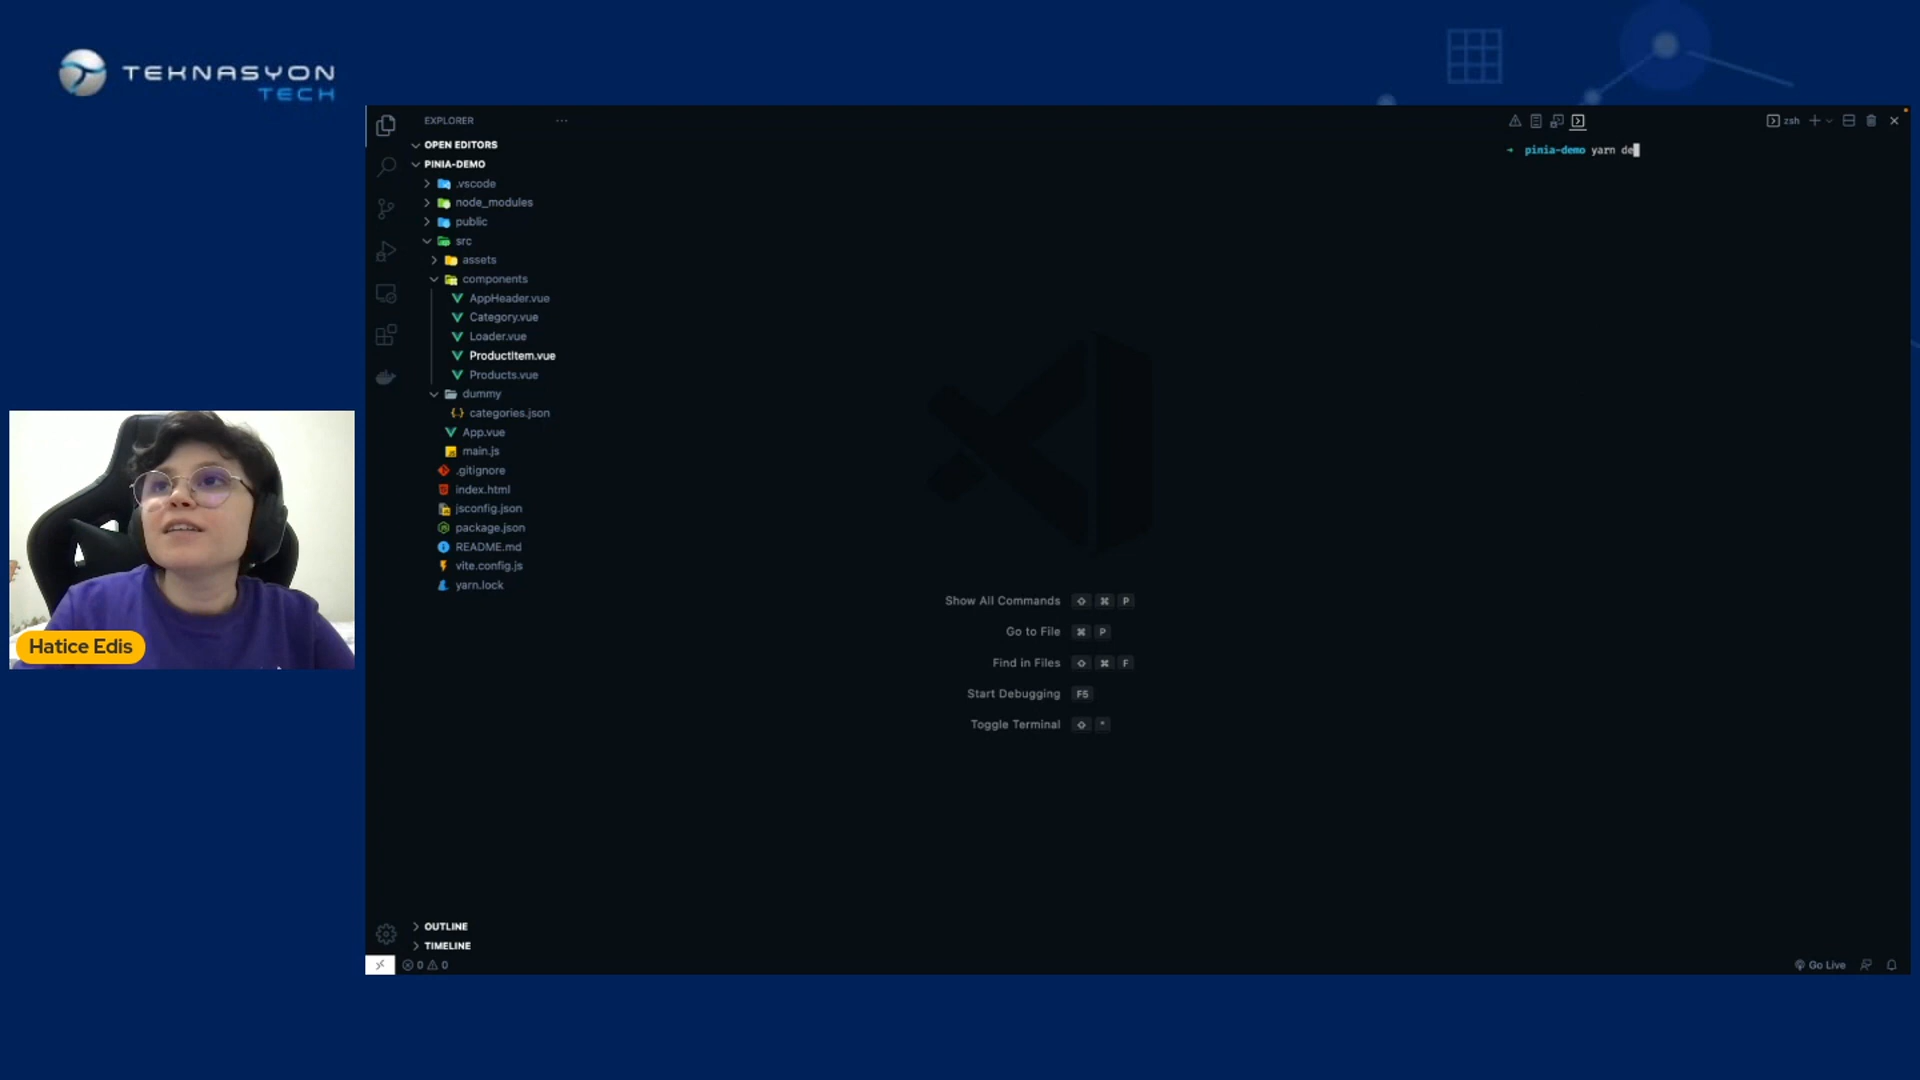 TEKNASYON
TECH
EXPLORER
OPEN EDITORS
PINIA-DEMO
.vscode
node_modules
public
src
assets
components
AppHeader.vue
Category.vue
Loader.vue
ProductItem.vue
Products.vue
dummy
categories.json
App.vue
main.js
.gitignore
index.html
jsconfig.json
package.json
README.md
vite.config.js
yarn.lock
OUTLINE
TIMELINE
0 0
zsh
pinia-demo yarn de
Show All Commands ⇧ ⌘ P
Go to File ⌘ P
Find in Files ⇧ ⌘ F
Start Debugging F5
Toggle Terminal
Go Live
Hatice Edis